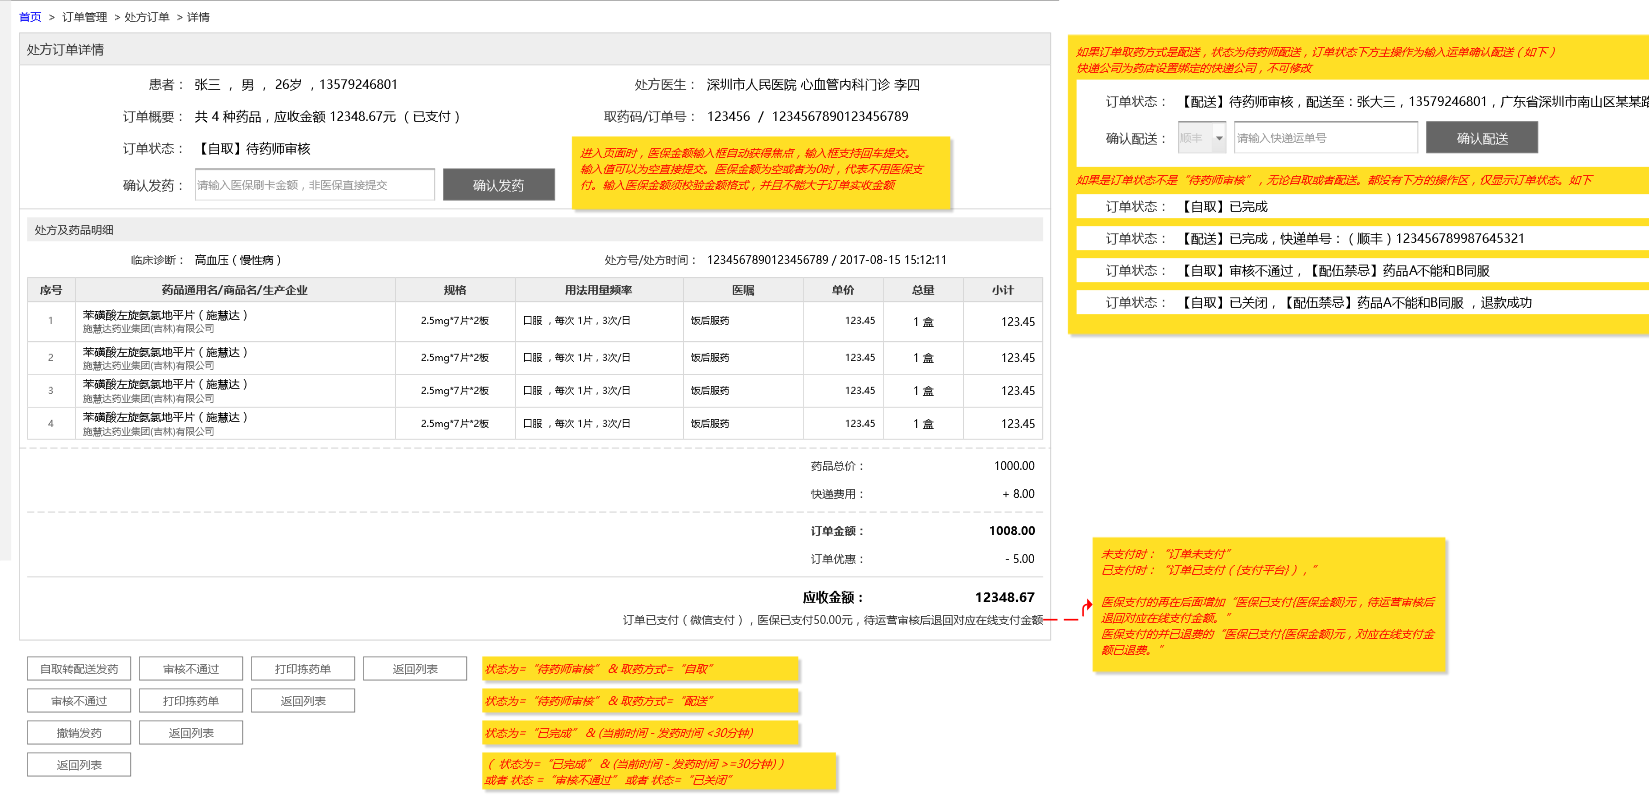 首页 > 订单管理 > 处方订单 > 详情
处方订单详情
患者： 张三 ， 男 ， 26岁 ，13579246801
处方医生： 深圳市人民医院 心血管内科门诊 李四
订单概要： 共 4 种药品，应收金额 12348.67元 （ 已支付 ）
取药码/订单号： 123456 / 1234567890123456789
订单状态： 【自取】待药师审核
确认发药： 请输入医保刷卡金额，非医保直接提交 确认发药
进入页面时，医保金额输入框自动获得焦点，输入框支持回车提交。
输入值可以为空直接提交。医保金额为空或者为0时，代表不用医保支
付。输入医保金额须校验金额格式，并且不能大于订单实收金额
处方及药品明细
临床诊断： 高血压（慢性病）
处方号/处方时间： 1234567890123456789 / 2017-08-15 15:12:11
序号 药品通用名/商品名/生产企业 规格 用法用量频率 医嘱 单价 总量 小计
1 苯磺酸左旋氨氯地平片（施慧达） 2.5mg*7片*2板 口服 ，每次 1片，3次/日 饭后服药 123.45 1 盒 123.45
施慧达药业集团(吉林)有限公司
2 苯磺酸左旋氨氯地平片（施慧达） 2.5mg*7片*2板 口服 ，每次 1片，3次/日 饭后服药 123.45 1 盒 123.45
施慧达药业集团(吉林)有限公司
3 苯磺酸左旋氨氯地平片（施慧达） 2.5mg*7片*2板 口服 ，每次 1片，3次/日 饭后服药 123.45 1 盒 123.45
施慧达药业集团(吉林)有限公司
4 苯磺酸左旋氨氯地平片（施慧达） 2.5mg*7片*2板 口服 ，每次 1片，3次/日 饭后服药 123.45 1 盒 123.45
施慧达药业集团(吉林)有限公司
药品总价： 1000.00
快递费用： + 8.00
订单金额： 1008.00
订单优惠： - 5.00
应收金额： 12348.67
订单已支付（微信支付），医保已支付50.00元，待运营审核后退回对应在线支付金额
自取转配送发药 审核不通过 打印拣药单 返回列表
状态为=“待药师审核” & 取药方式=“自取”
审核不通过 打印拣药单 返回列表
状态为=“待药师审核” & 取药方式=“配送”
撤销发药 返回列表
状态为=“已完成” & (当前时间 - 发药时间 <30分钟)
返回列表
（ 状态为=“已完成” & (当前时间 - 发药时间 >=30分钟) ）
或者 状态 =“审核不通过” 或者 状态=“已关闭”
如果订单取药方式是配送，状态为待药师配送，订单状态下方主操作为输入运单确认配送（如下）
快递公司为药店设置绑定的快递公司，不可修改
订单状态： 【配送】待药师审核，配送至：张大三，13579246801，广东省深圳市南山区某某路
确认配送： 顺丰 请输入快递运单号 确认配送
如果是订单状态不是“待药师审核”，无论自取或者配送。都没有下方的操作区，仅显示订单状态。如下
订单状态： 【自取】已完成
订单状态： 【配送】已完成，快递单号：（ 顺丰 ）123456789987645321
订单状态： 【自取】审核不通过，【配伍禁忌】药品A不能和B同服
订单状态： 【自取】已关闭，【配伍禁忌】药品A不能和B同服 ，退款成功
未支付时：“订单未支付”
已支付时：“订单已支付（{支付平台}），”
医保支付的再在后面增加“医保已支付{医保金额}元，待运营审核后
退回对应在线支付金额。”
医保支付的并已退费的“医保已支付{医保金额}元，对应在线支付金
额已退费。”